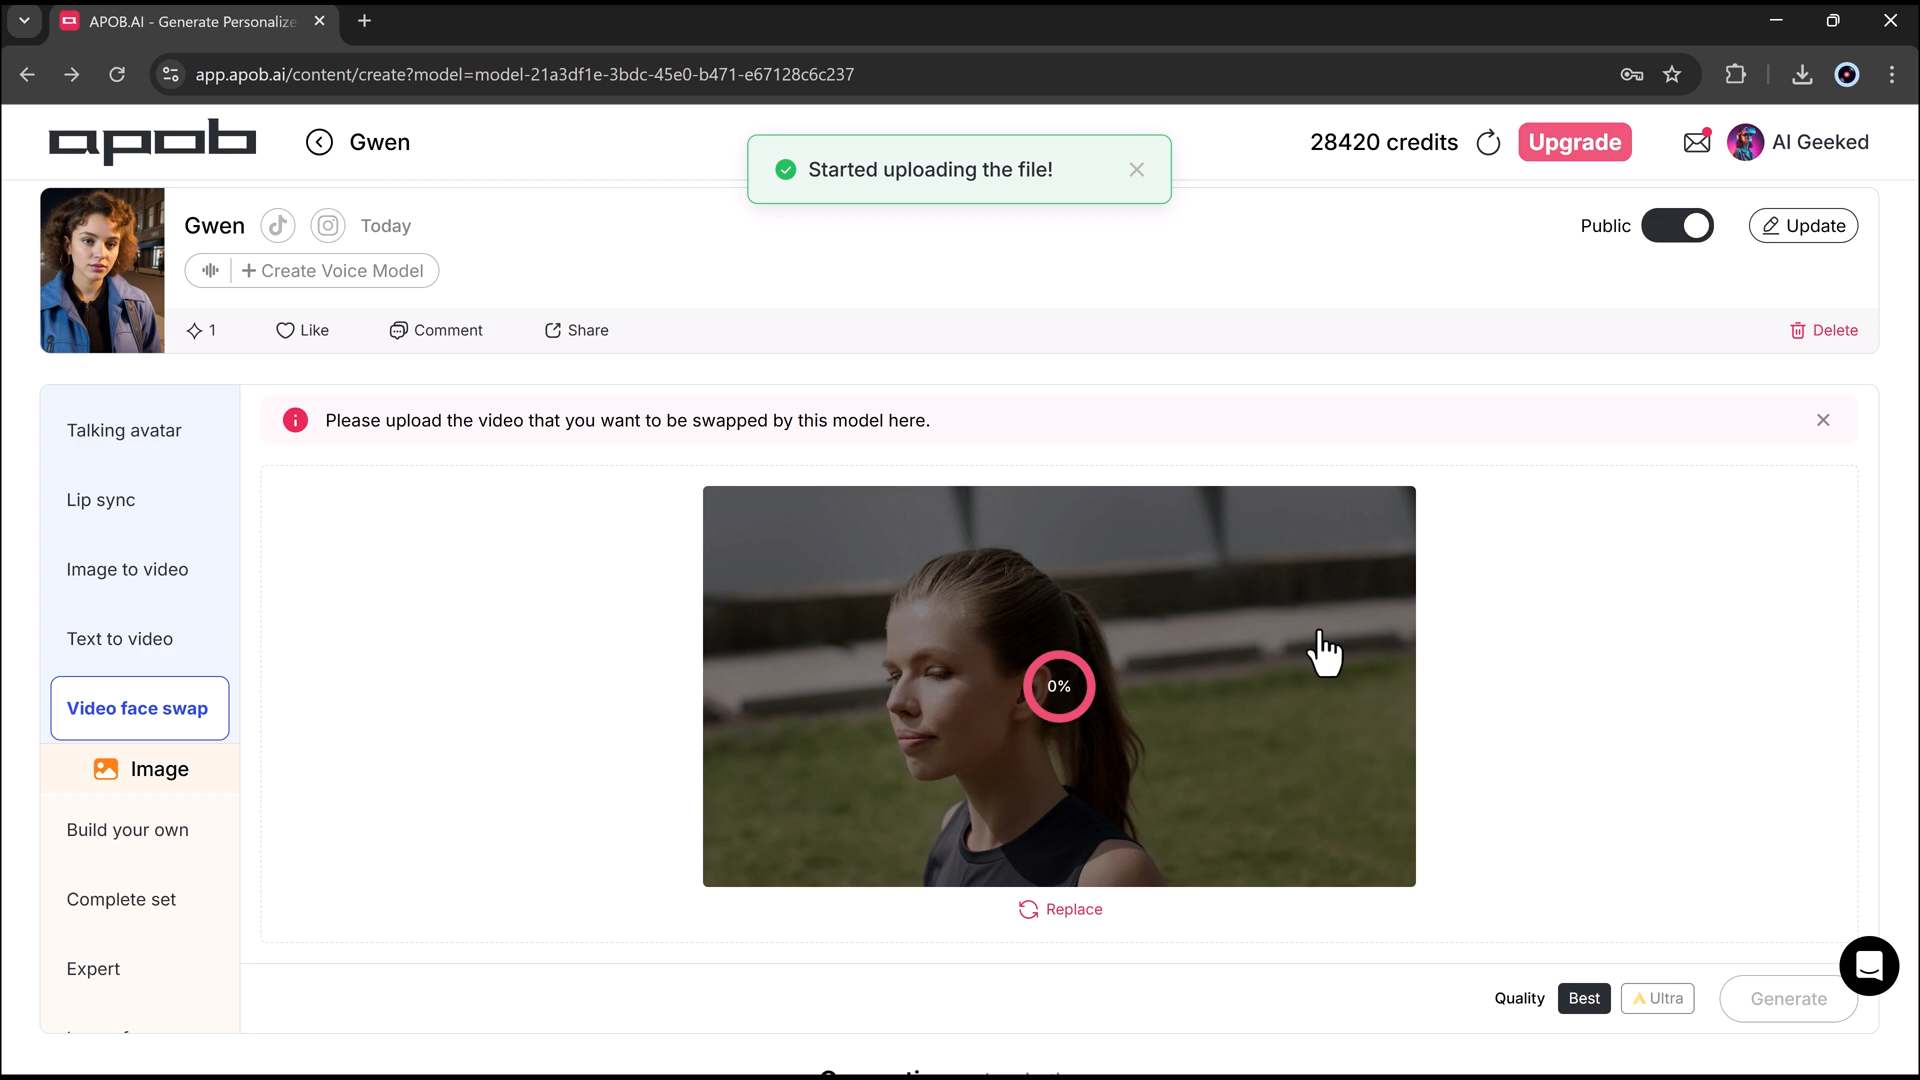 APOB.AI - Generate Personalize
app.apob.ai/content/create?model=model-21a3df1e-3bdc-45e0-b471-e67128c6c237
apob
Gwen
Started uploading the file!
28420 credits
Upgrade
AI Geeked
Gwen
Today
Public
Update
+ Create Voice Model
1
Like
Comment
Share
Delete
Talking avatar
Lip sync
Image to video
Text to video
Video face swap
Image
Build your own
Complete set
Expert
Please upload the video that you want to be swapped by this model here.
0%
Replace
Quality
Best
Ultra
Generate